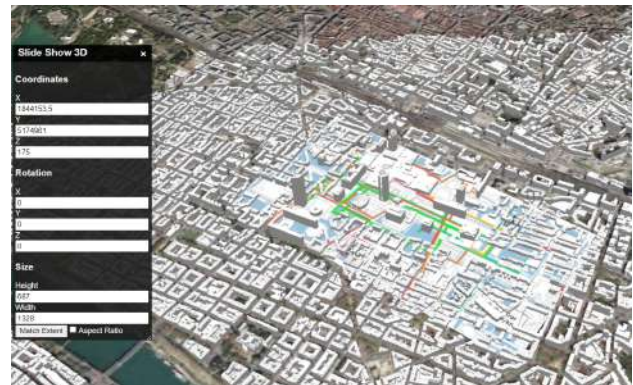 Slide Show 3D ×
Coordinates
X
1844153.5
Y
5174981
Z
175
Rotation
X
0
Y
0
Z
0
Size
Height
687
Width
1328
Match Extent Aspect Ratio